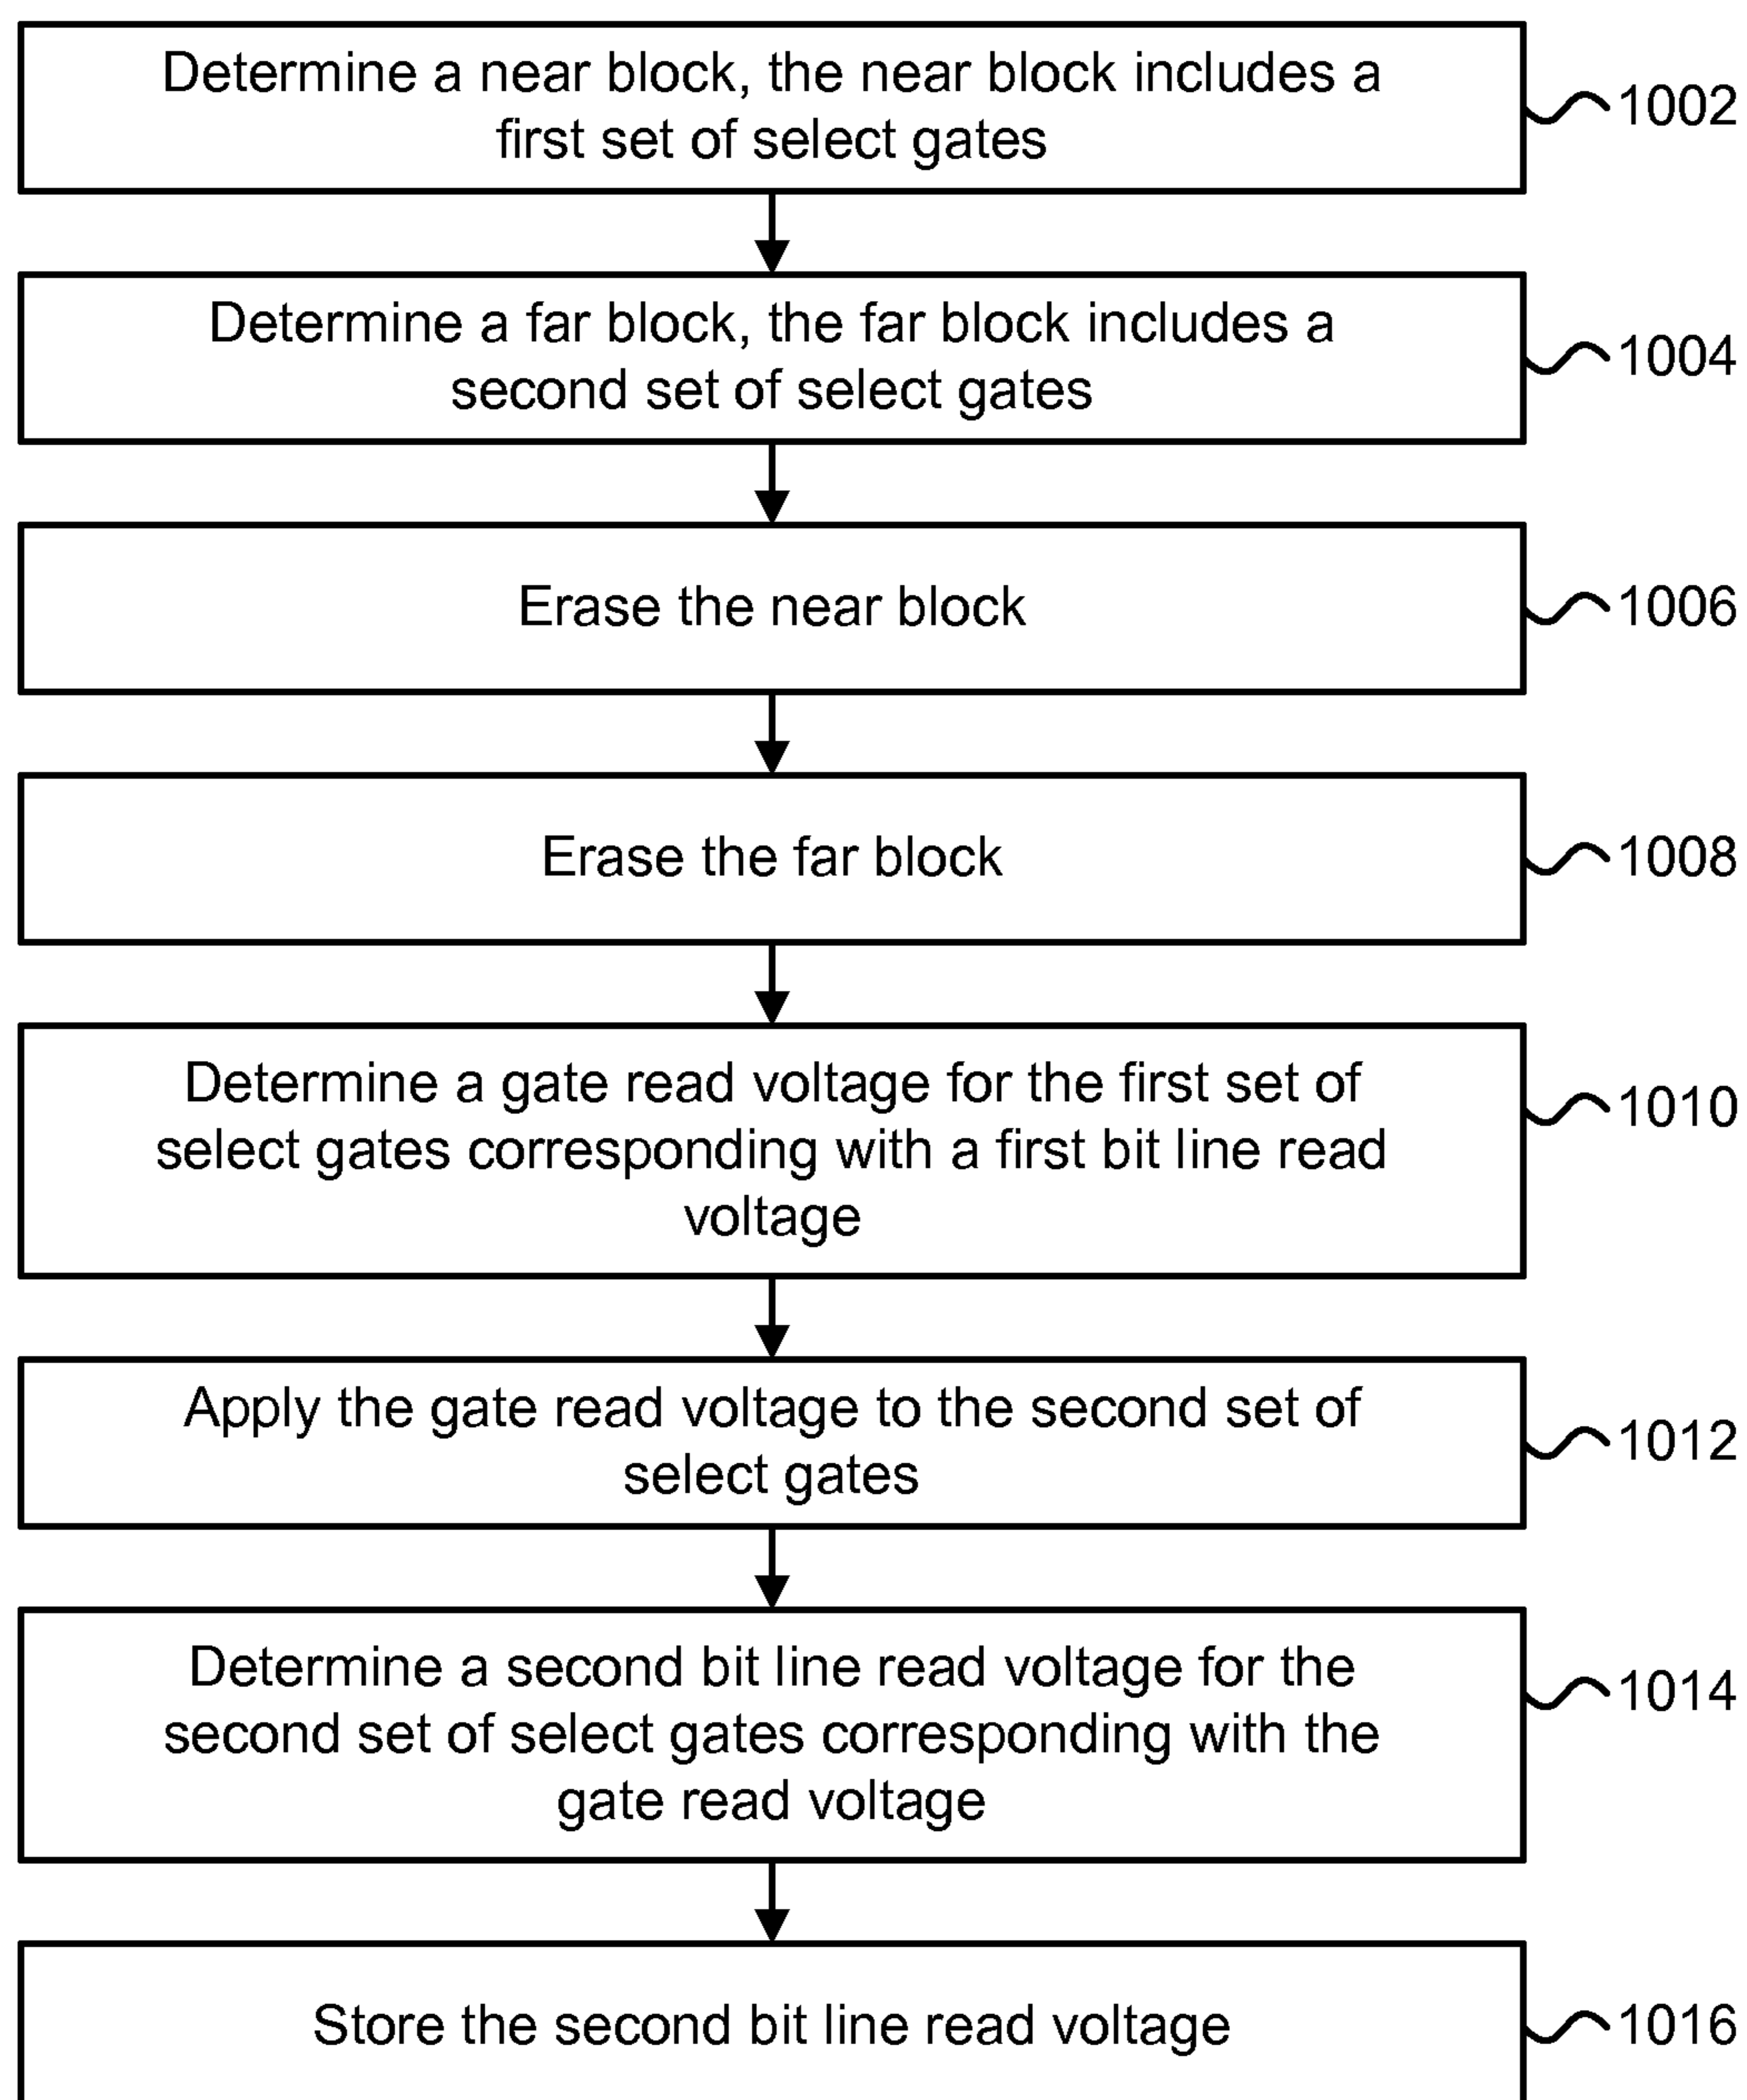 Determine a near block, the near block includes a
first set of select gates
1002
Determine a far block, the far block includes a
second set of select gates
1004
Erase the near block
1006
Erase the far block
1008
Determine a gate read voltage for the first set of
select gates corresponding with a first bit line read
voltage
1010
Apply the gate read voltage to the second set of
select gates
1012
Determine a second bit line read voltage for the
second set of select gates corresponding with the
gate read voltage
1014
Store the second bit line read voltage
1016